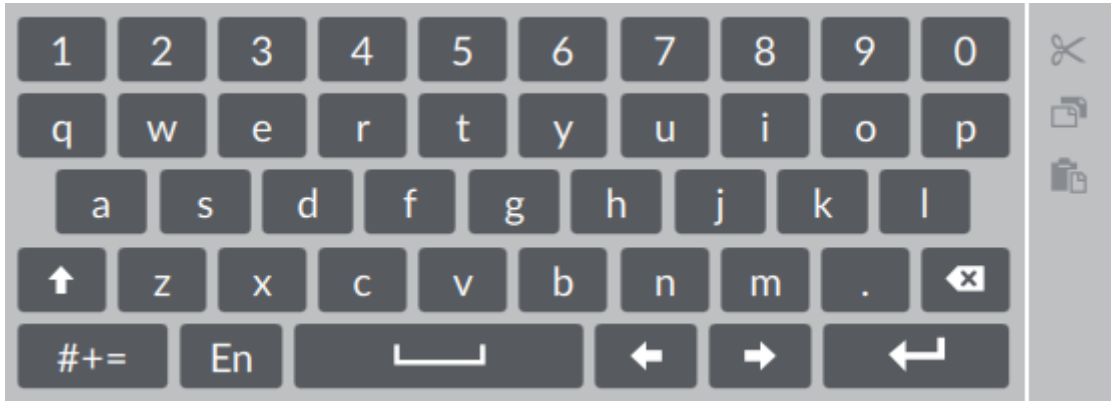 1 2 3 4 5 6 7 8 9 0
q w e r t y u i o p
a s d f g h j k l
z x c v b n m .
#+= En